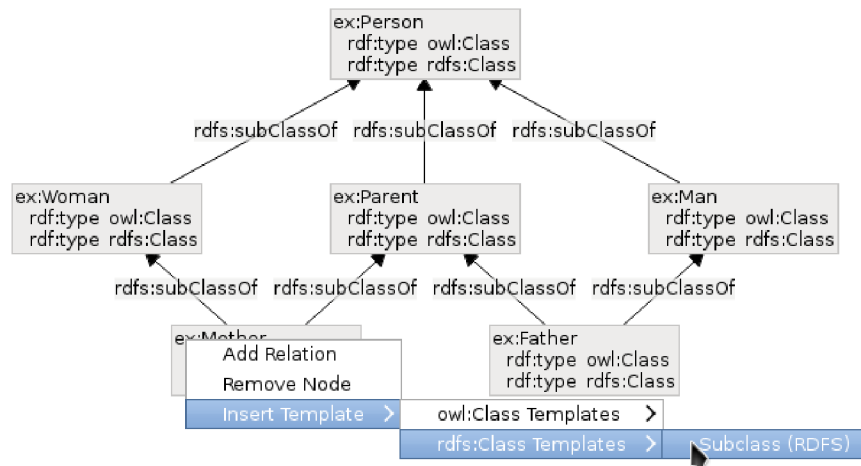 ex:Person
rdf:type owl:Class
rdf:type rdfs:Class
rdfs:subClassOf rdfs:subClassOf rdfs:subClassOf
ex:Woman
rdf:type owl:Class
rdf:type rdfs:Class
ex:Parent
rdf:type owl:Class
rdf:type rdfs:Class
ex:Man
rdf:type owl:Class
rdf:type rdfs:Class
rdfs:subClassOf rdfs:subClassOf rdfs:subClassOf rdfs:subClassOf
ex:Mother
ex:Father
rdf:type owl:Class
rdf:type rdfs:Class
Add Relation
Remove Node
Insert Template
owl:Class Templates
rdfs:Class Templates
Subclass (RDFS)